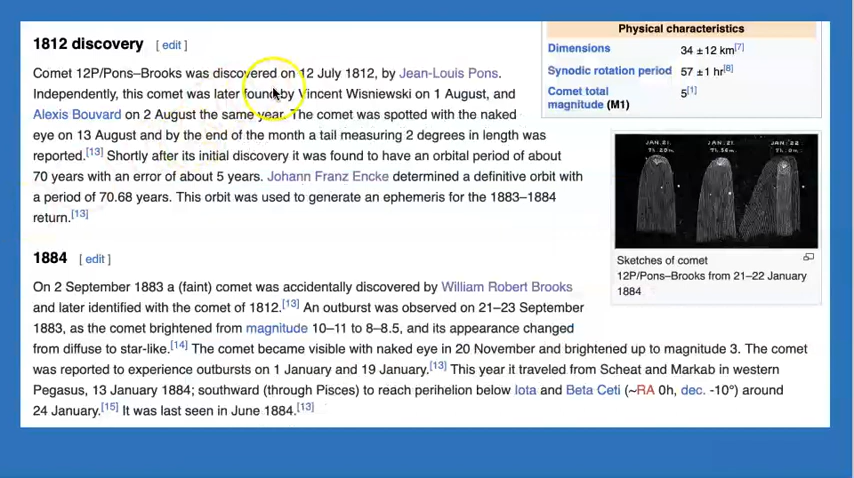 1812 discovery [ edit ]
Comet 12P/Pons–Brooks was discovered on 12 July 1812, by Jean-Louis Pons.
Independently, this comet was later found by Vincent Wisniewski on 1 August, and
Alexis Bouvard on 2 August the same year. The comet was spotted with the naked
eye on 13 August and by the end of the month a tail measuring 2 degrees in length was
reported.[13] Shortly after its initial discovery it was found to have an orbital period of about
70 years with an error of about 5 years. Johann Franz Encke determined a definitive orbit with
a period of 70.68 years. This orbit was used to generate an ephemeris for the 1883–1884
return.[13]
1884 [ edit ]
On 2 September 1883 a (faint) comet was accidentally discovered by William Robert Brooks
and later identified with the comet of 1812.[13] An outburst was observed on 21–23 September
1883, as the comet brightened from magnitude 10–11 to 8–8.5, and its appearance changed
from diffuse to star-like.[14] The comet became visible with naked eye in 20 November and brightened up to magnitude 3. The comet
was reported to experience outbursts on 1 January and 19 January.[13] This year it traveled from Scheat and Markab in western
Pegasus, 13 January 1884; southward (through Pisces) to reach perihelion below Iota and Beta Ceti (~RA 0h, dec. -10°) around
24 January.[15] It was last seen in June 1884.[13]
Physical characteristics
Dimensions 34 ±12 km[7]
Synodic rotation period 57 ±1 hr[8]
Comet total 5[1]
magnitude (M1)
JAN. 21. JAN. 21. JAN. 22
Sketches of comet
12P/Pons–Brooks from 21–22 January
1884